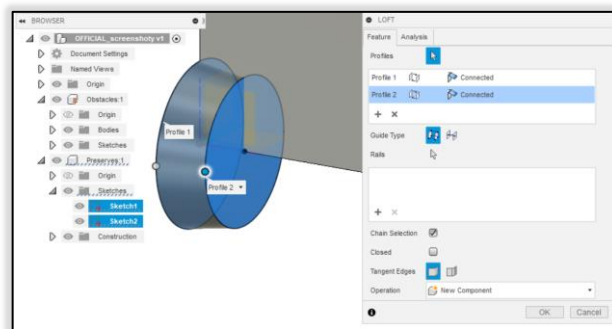 BROWSER
OFFICIAL_screenshoty v1
Document Settings
Named Views
Origin
Obstacles:1
Origin
Bodies
Sketches
Preserves:1
Origin
Sketches
Sketch1
Sketch2
Construction
Profile 1
Profile 2
LOFT
Feature Analysis
Profiles
Profile 1 Connected
Profile 2 Connected
Guide Type
Rails
Chain Selection
Closed
Tangent Edges
Operation New Component
OK Cancel